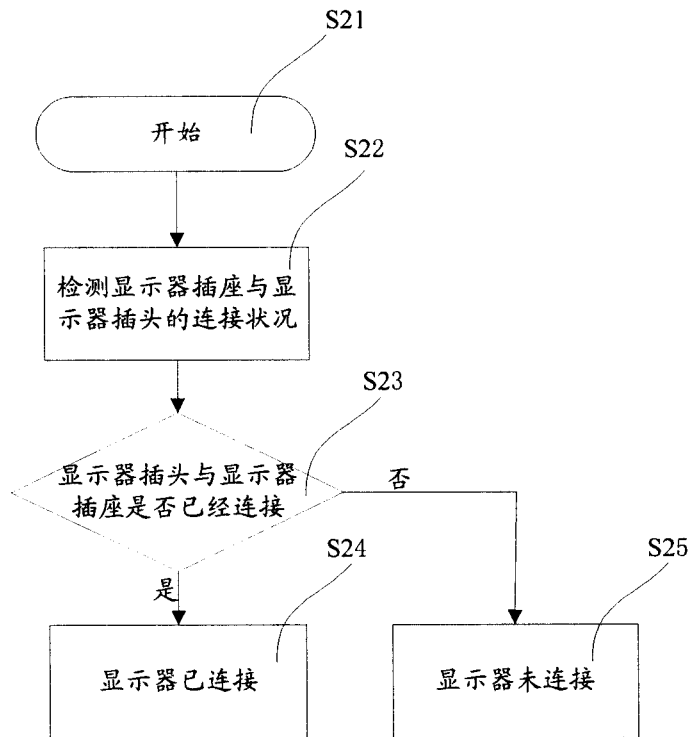 S21
开始
S22
检测显示器插座与显
示器插头的连接状况
S23
显示器插头与显示器
插座是否已经连接
否
是
S24
显示器已连接
S25
显示器未连接